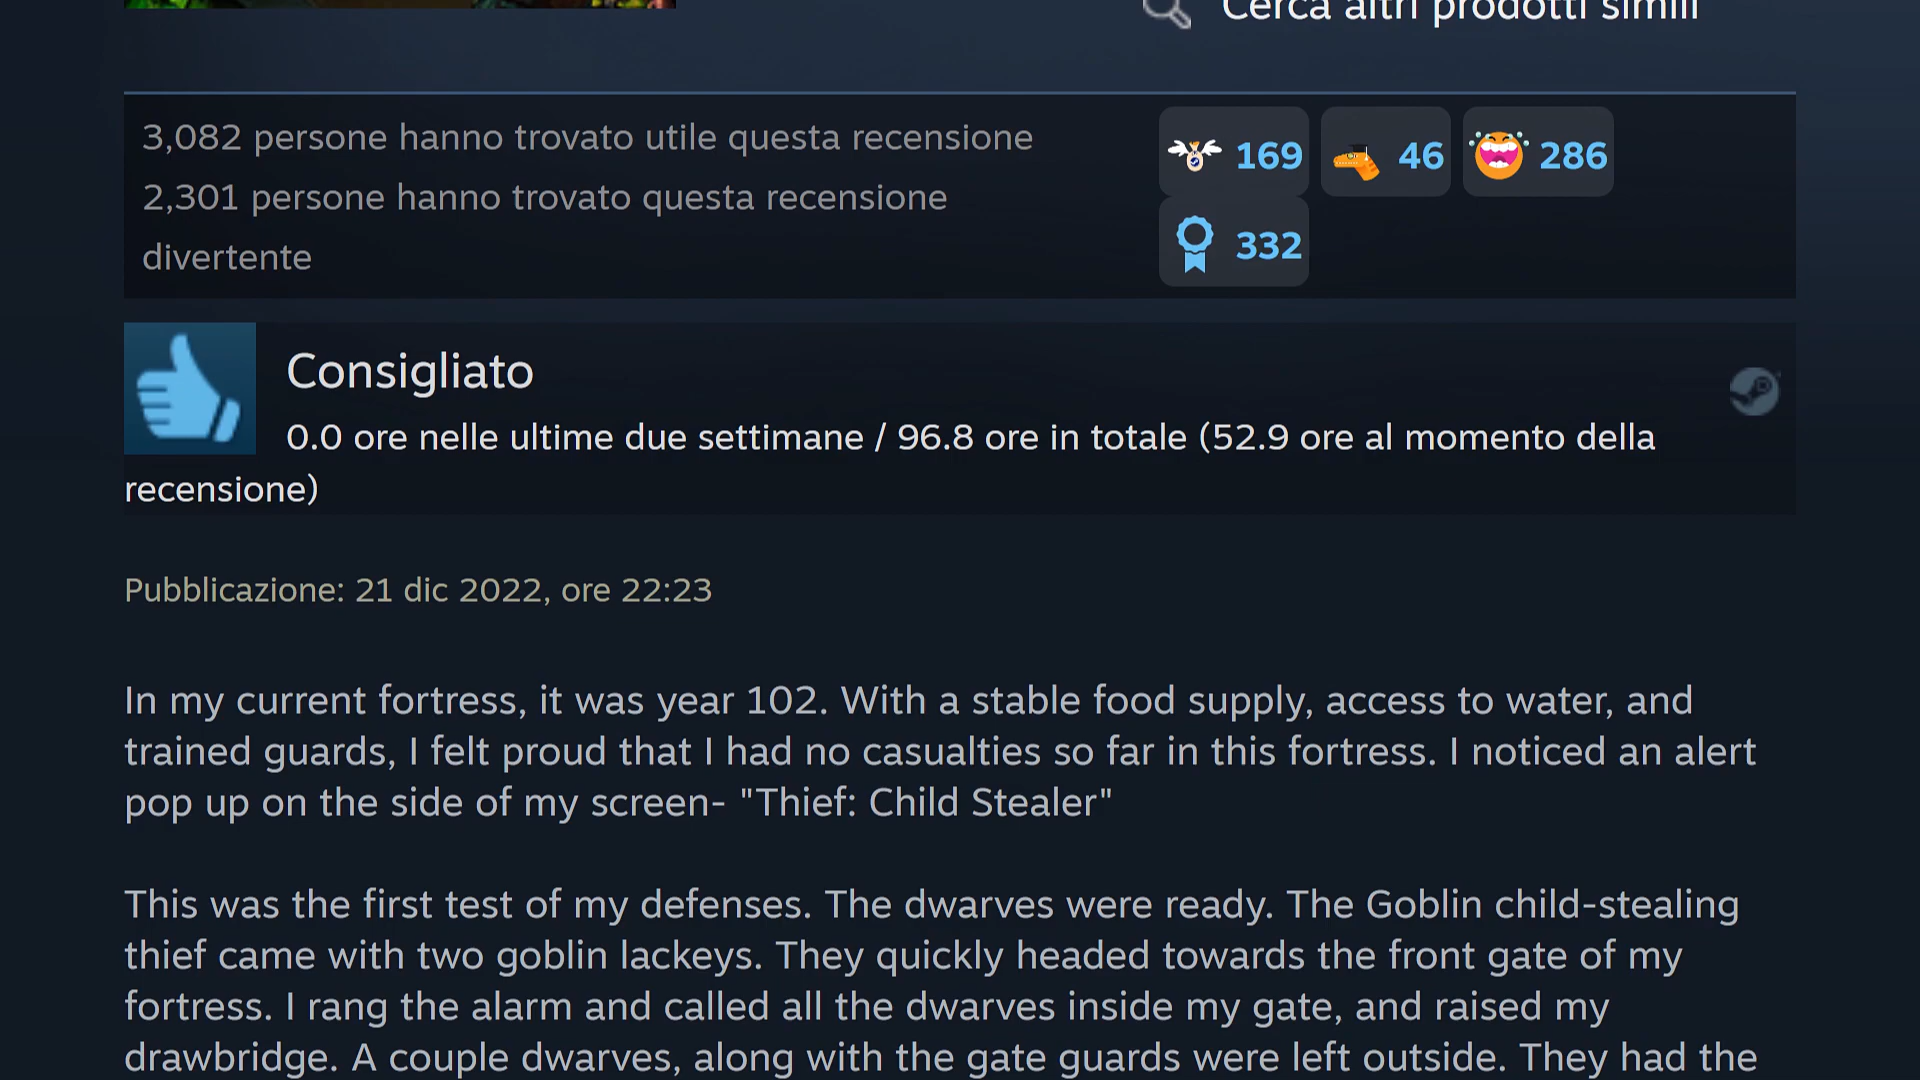 Cerca altri prodotti simili
3,082 persone hanno trovato utile questa recensione
2,301 persone hanno trovato questa recensione
divertente
169
46
286
332
Consigliato
0.0 ore nelle ultime due settimane / 96.8 ore in totale (52.9 ore al momento della
recensione)
Pubblicazione: 21 dic 2022, ore 22:23
In my current fortress, it was year 102. With a stable food supply, access to water, and
trained guards, I felt proud that I had no casualties so far in this fortress. I noticed an alert
pop up on the side of my screen- "Thief: Child Stealer"
This was the first test of my defenses. The dwarves were ready. The Goblin child-stealing
thief came with two goblin lackeys. They quickly headed towards the front gate of my
fortress. I rang the alarm and called all the dwarves inside my gate, and raised my
drawbridge. A couple dwarves, along with the gate guards were left outside. They had the